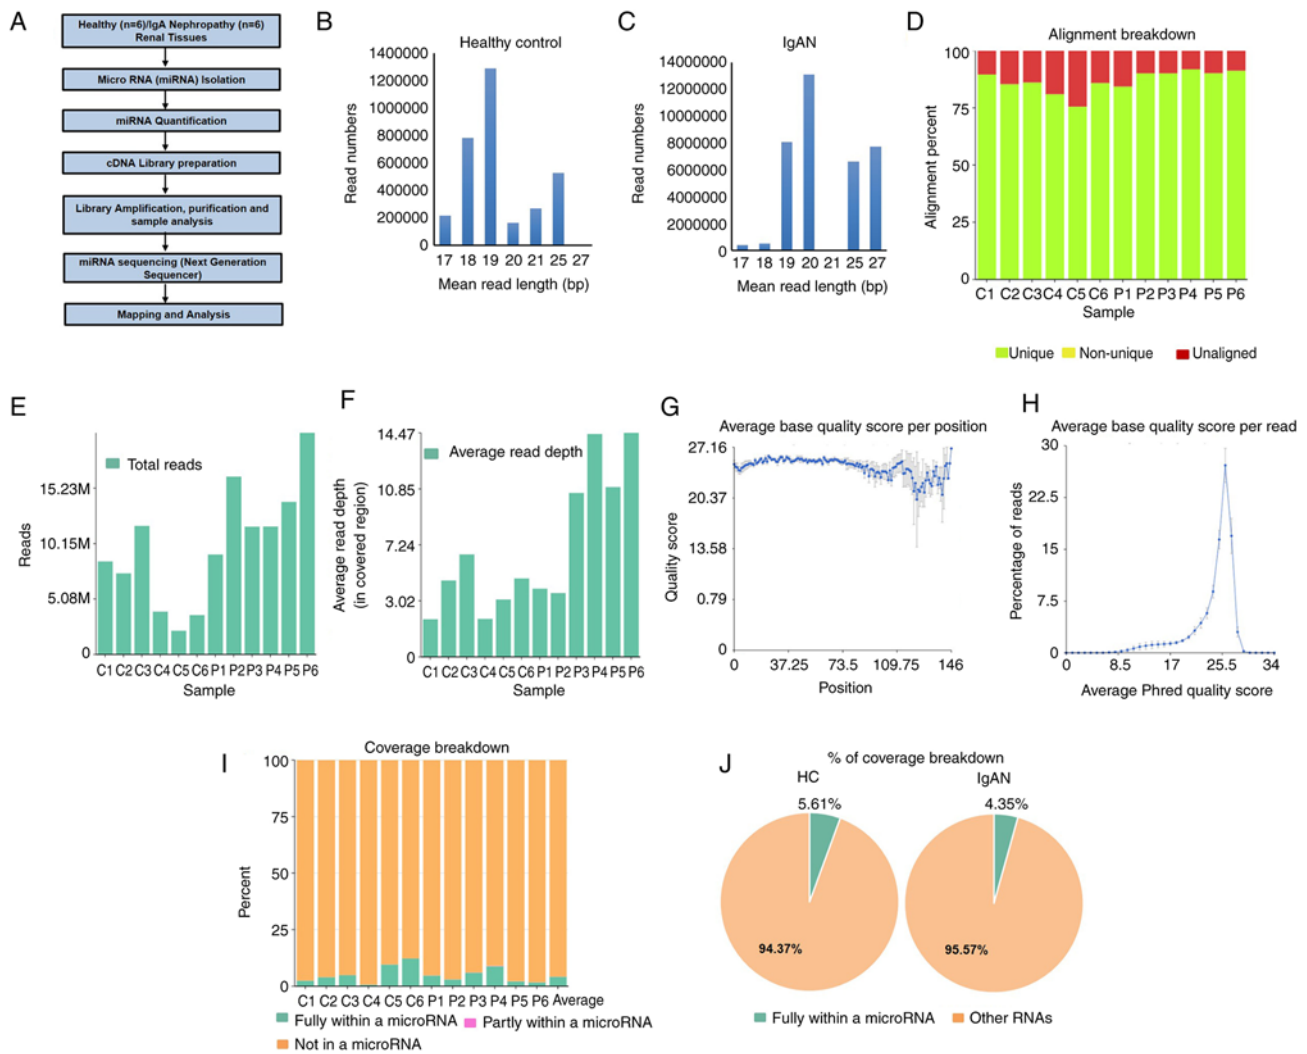 A
Healthy (n=6)/IgA Nephropathy (n=6)
Renal Tissues
Micro RNA (miRNA) Isolation
miRNA Quantification
cDNA Library preparation
Library Amplification, purification and
sample analysis
miRNA sequencing (Next Generation
Sequencer)
Mapping and Analysis
B
Healthy control
Read numbers
1400000
1200000
1000000
800000
600000
400000
200000
0
17 18 19 20 21 25 27
Mean read length (bp)
C
IgAN
Read numbers
14000000
12000000
10000000
8000000
6000000
4000000
2000000
0
17 18 19 20 21 25 27
Mean read length (bp)
D
Alignment breakdown
Alignment percent
100
75
50
25
0
C1 C2 C3 C4 C5 C6 P1 P2 P3 P4 P5 P6
Sample
Unique Non-unique Unaligned
E
Total reads
Reads
15.23M
10.15M
5.08M
0
C1 C2 C3 C4 C5 C6 P1 P2 P3 P4 P5 P6
Sample
F
Average read depth
Average read depth
(in covered region)
14.47
10.85
7.24
3.02
0
C1 C2 C3 C4 C5 C6 P1 P2 P3 P4 P5 P6
Sample
G
Average base quality score per position
Quality score
27.16
20.37
13.58
0.79
0
0 37.25 73.5 109.75 146
Position
H
Average base quality score per read
Percentage of reads
30
22.5
15
7.5
0
0 8.5 17 25.5 34
Average Phred quality score
I
Coverage breakdown
Percent
100
75
50
25
0
C1 C2 C3 C4 C5 C6 P1 P2 P3 P4 P5 P6 Average
Fully within a microRNA Partly within a microRNA
Not in a microRNA
J
% of coverage breakdown
HC IgAN
5.61% 4.35%
94.37% 95.57%
Fully within a microRNA Other RNAs